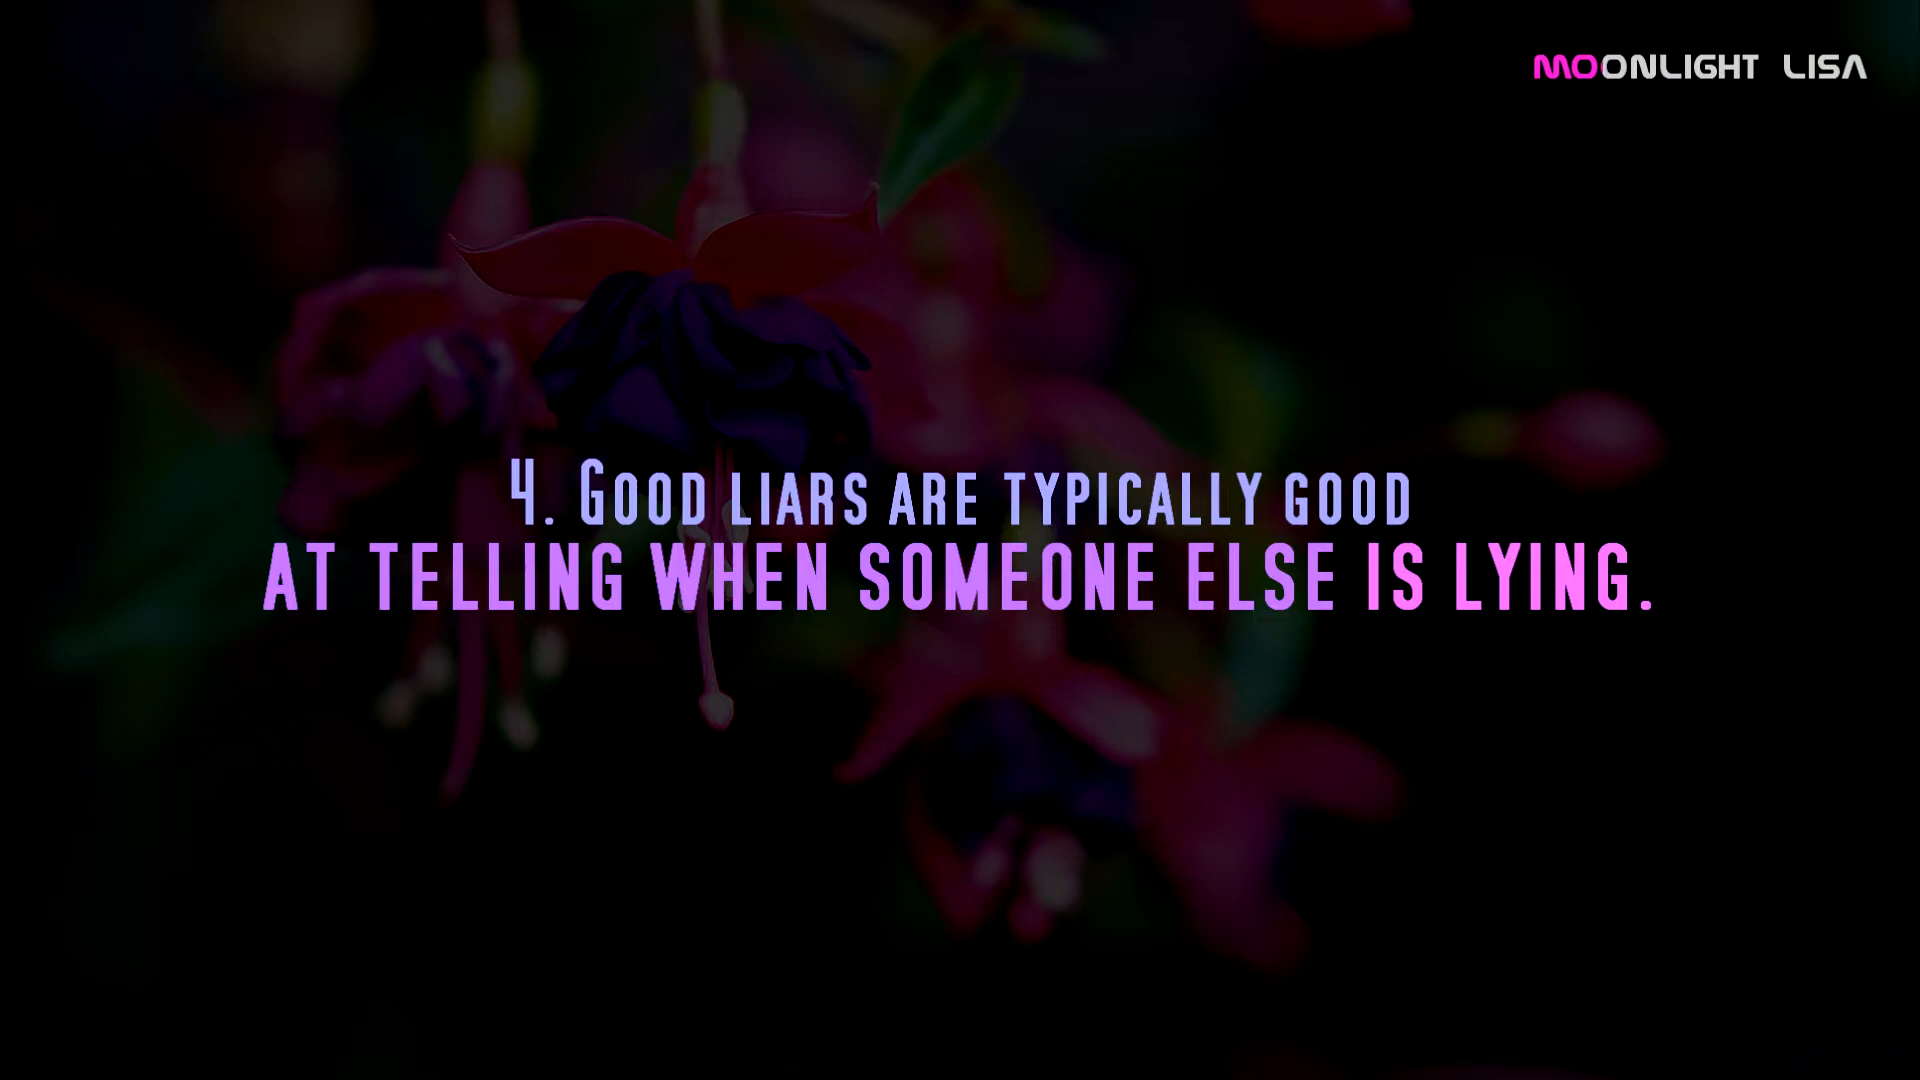 MOONLIGHT LISA
4. Good liars are typically good
at telling when someone else is lying.